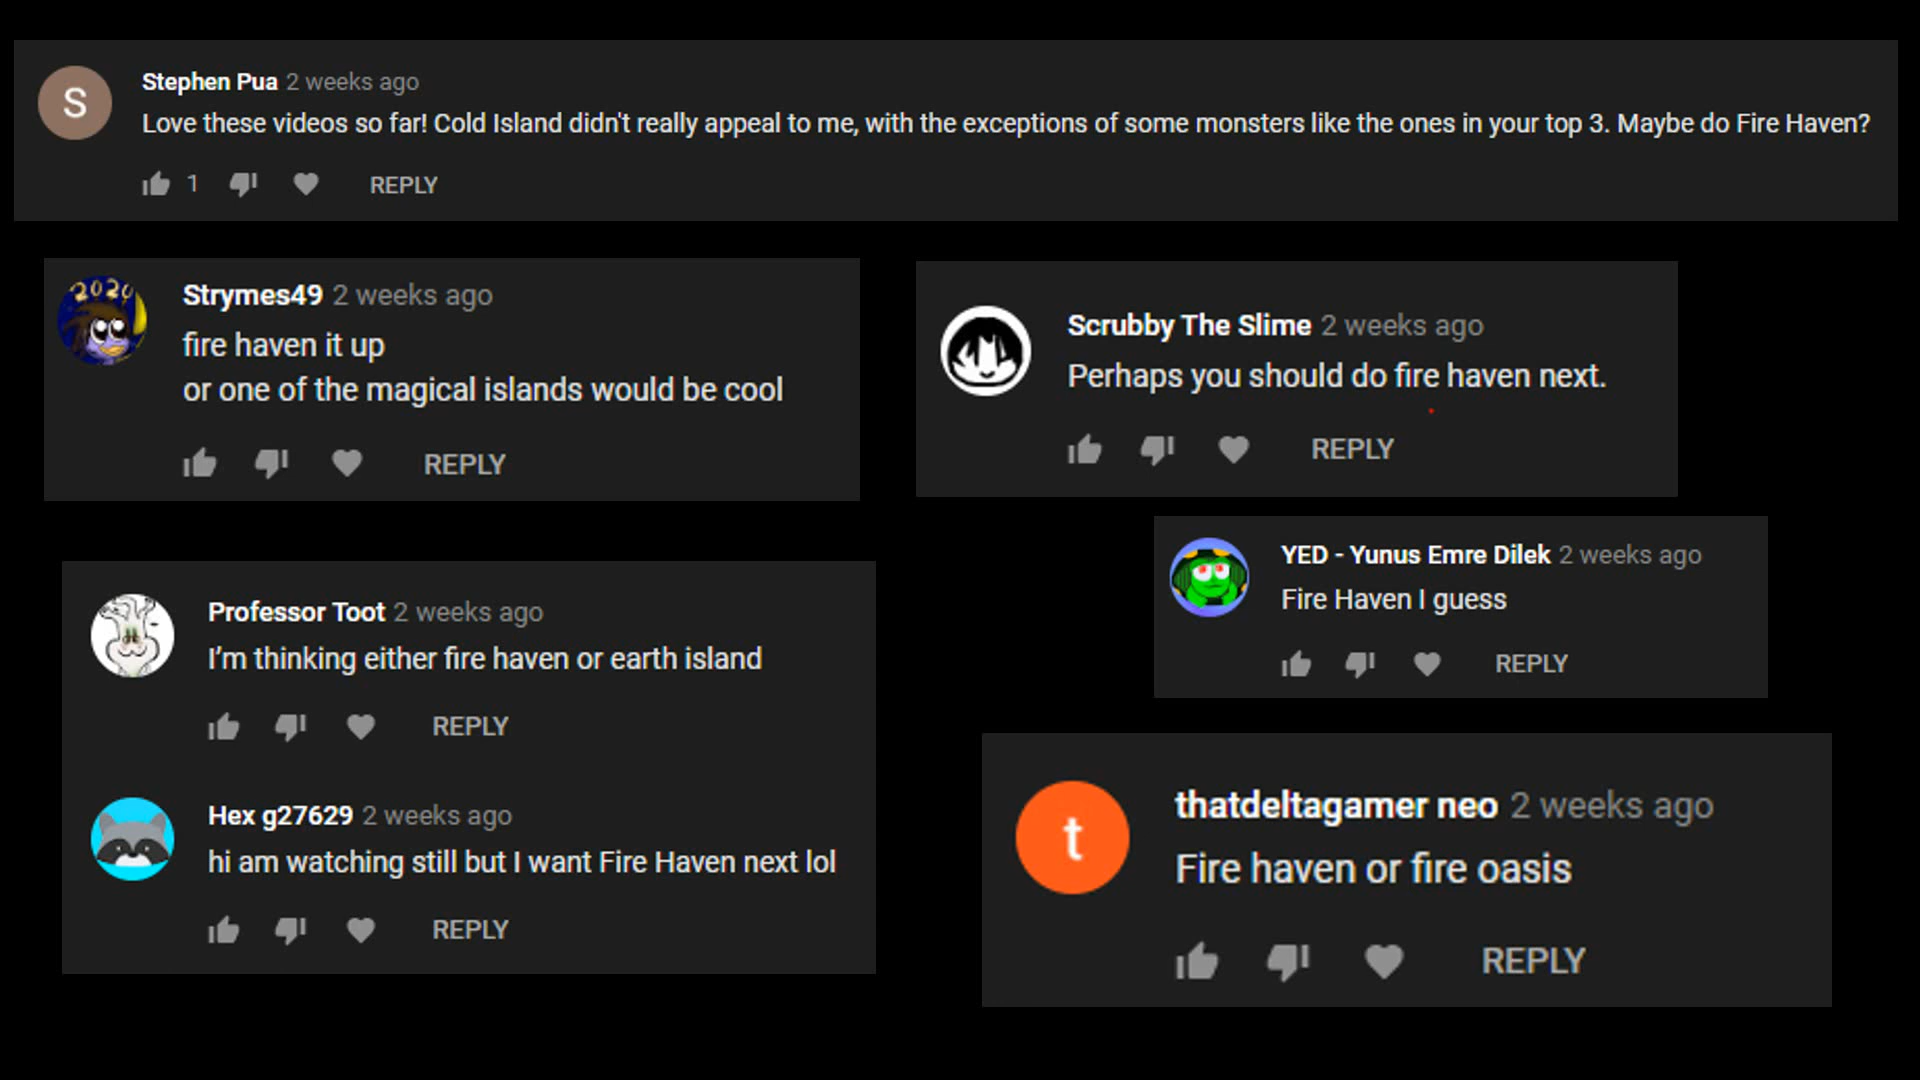 S
Stephen Pua 2 weeks ago
Love these videos so far! Cold Island didn't really appeal to me, with the exceptions of some monsters like the ones in your top 3. Maybe do Fire Haven?
1 REPLY
2020
Strymes49 2 weeks ago
fire haven it up
or one of the magical islands would be cool
REPLY
Scrubby The Slime 2 weeks ago
Perhaps you should do fire haven next.
REPLY
YED - Yunus Emre Dilek 2 weeks ago
Fire Haven I guess
REPLY
Professor Toot 2 weeks ago
I’m thinking either fire haven or earth island
REPLY
Hex g27629 2 weeks ago
hi am watching still but I want Fire Haven next lol
REPLY
t
thatdeltagamer neo 2 weeks ago
Fire haven or fire oasis
REPLY